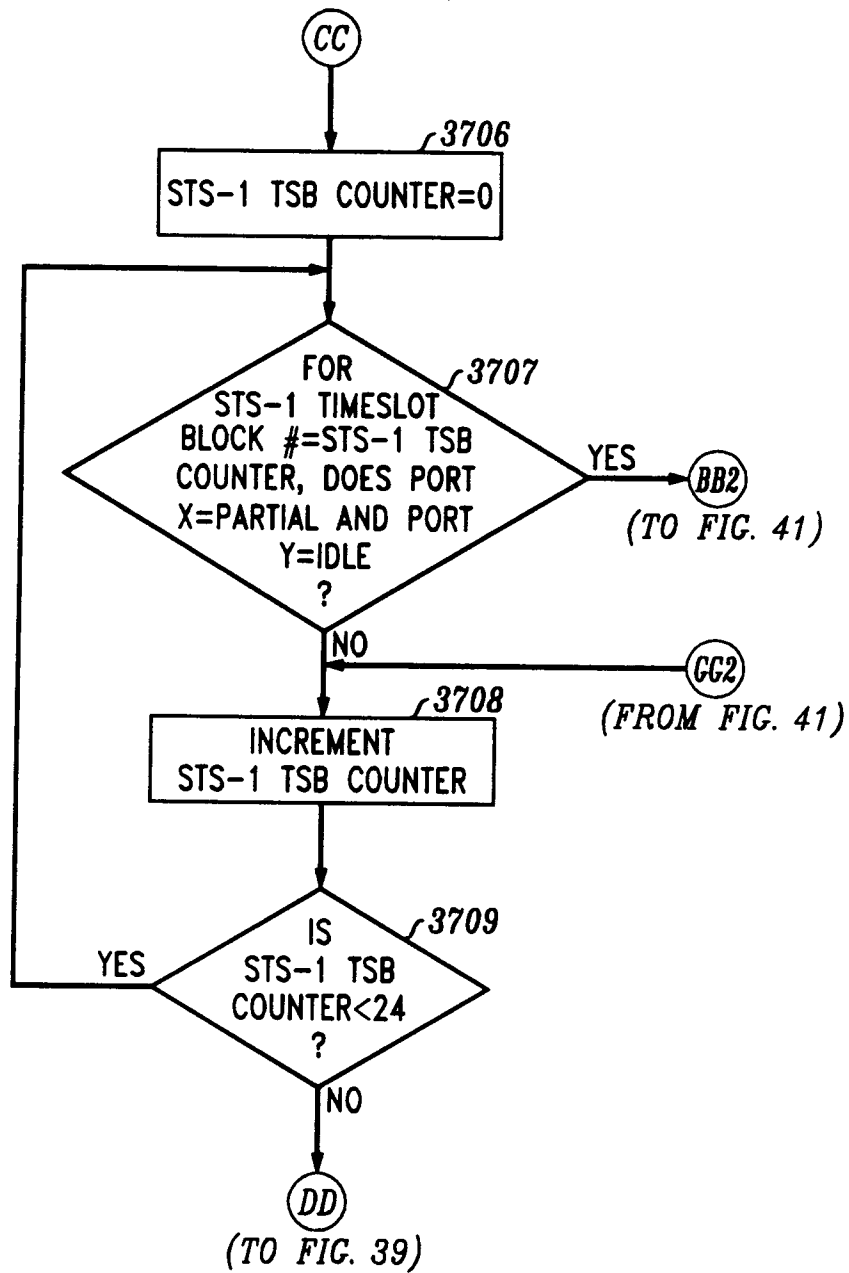 CC
3706
STS-1 TSB COUNTER=0
FOR
3707
STS-1 TIMESLOT
BLOCK #=STS-1 TSB
COUNTER, DOES PORT
X=PARTIAL AND PORT
Y=IDLE
?
YES
BB2
(TO FIG. 41)
NO
GG2
(FROM FIG. 41)
3708
INCREMENT
STS-1 TSB COUNTER
3709
IS
STS-1 TSB
COUNTER<24
?
YES
NO
DD
(TO FIG. 39)